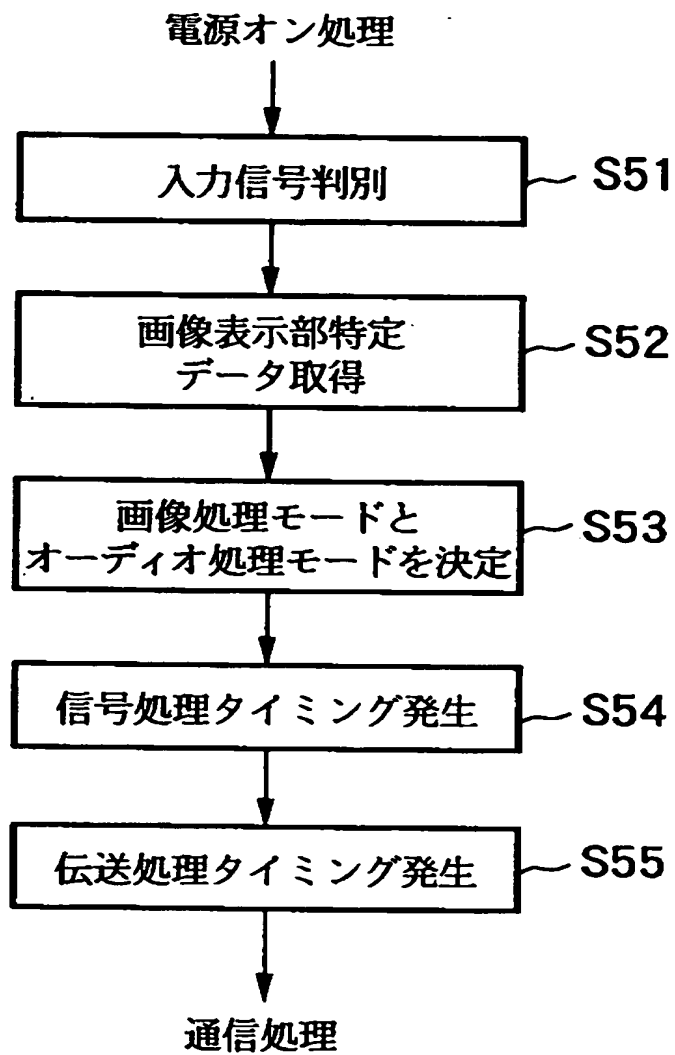 電源オン処理
入力信号判別
S51
画像表示部特定
データ取得
S52
画像処理モードと
オーディオ処理モードを決定
S53
信号処理タイミング発生
S54
伝送処理タイミング発生
S55
通信処理